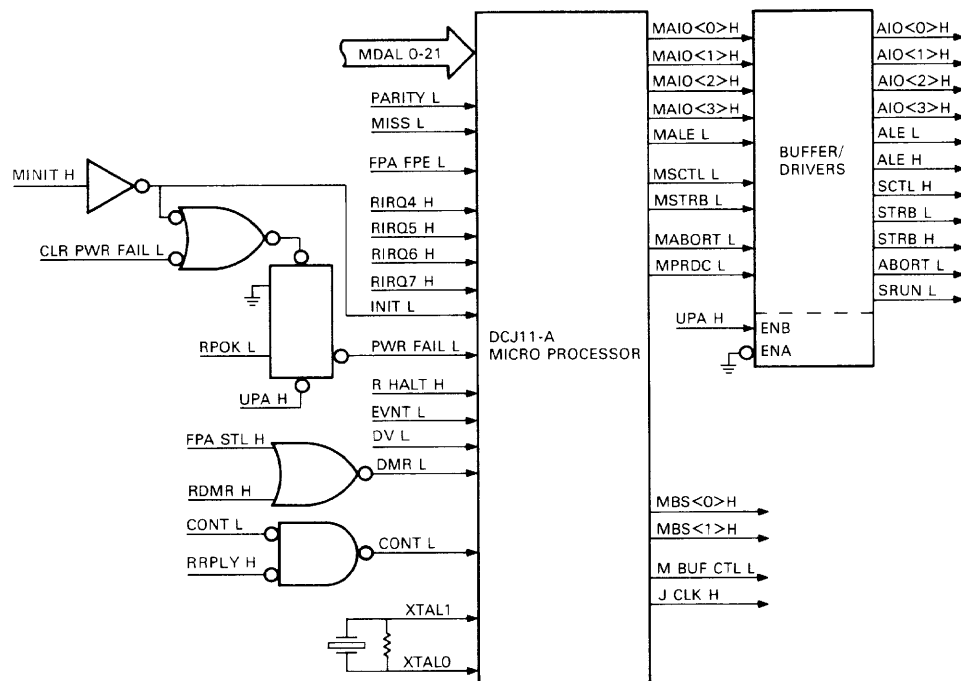 MDAL 0-21
PARITY L
MISS L
FPA FPE L
MINIT H
CLR PWR FAIL L
RIRQ4 H
RIRQ5 H
RIRQ6 H
RIRQ7 H
INIT L
RPOK L
PWR FAIL L
UPA H
R HALT H
EVNT L
DV L
FPA STL H
DMR L
RDMR H
CONT L
RRPLY H
CONT L
XTAL1
XTAL0
DCJ11-A
MICRO PROCESSOR
MAIO<0>H
MAIO<1>H
MAIO<2>H
MAIO<3>H
MALE L
MSCTL L
MSTRB L
MABORT L
MPRDC L
UPA H
BUFFER/
DRIVERS
ENB
ENA
AIO<0>H
AIO<1>H
AIO<2>H
AIO<3>H
ALE L
ALE H
SCTL H
STRB L
STRB H
ABORT L
SRUN L
MBS<0>H
MBS<1>H
M BUF CTL L
J CLK H